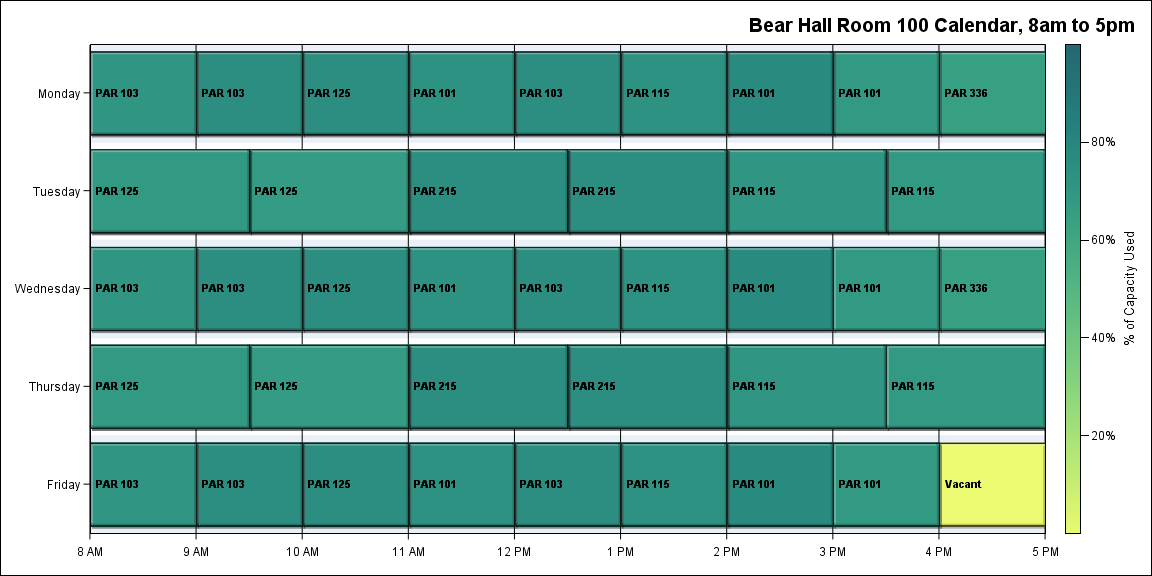 Bear Hall Room 100 Calendar, 8am to 5pm
Monday
PAR 103
PAR 103
PAR 125
PAR 101
PAR 103
PAR 115
PAR 101
PAR 101
PAR 336
Tuesday
PAR 125
PAR 125
PAR 215
PAR 215
PAR 115
PAR 115
Wednesday
PAR 103
PAR 103
PAR 125
PAR 101
PAR 103
PAR 115
PAR 101
PAR 101
PAR 336
Thursday
PAR 125
PAR 125
PAR 215
PAR 215
PAR 115
PAR 115
Friday
PAR 103
PAR 103
PAR 125
PAR 101
PAR 103
PAR 115
PAR 101
PAR 101
Vacant
8 AM
9 AM
10 AM
11 AM
12 PM
1 PM
2 PM
3 PM
4 PM
5 PM
80%
60%
40%
20%
% of Capacity Used